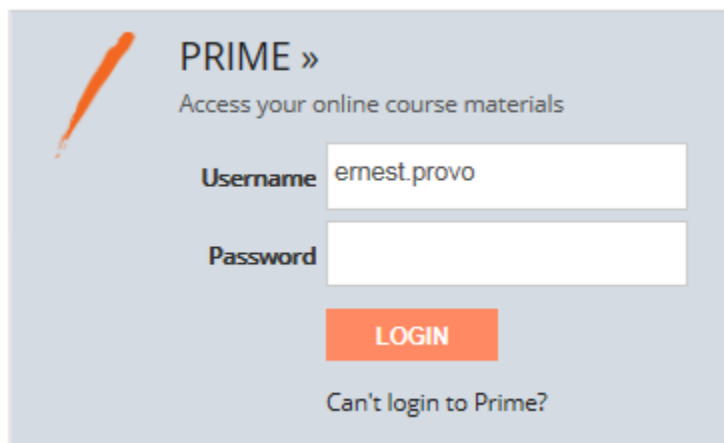 PRIME »
Access your online course materials
Username ernest.provo
Password
LOGIN
Can't login to Prime?